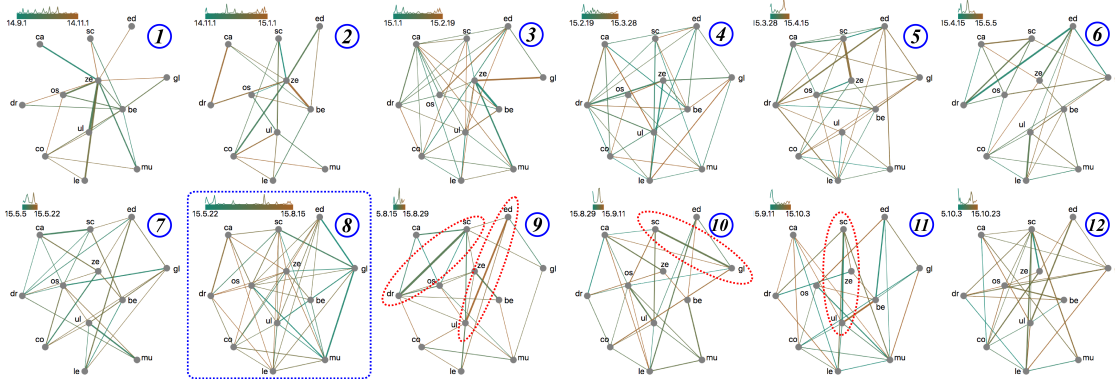 14.9.1 14.11.1 ed 1
sc
ca
ze
gl
os
dr
be
ul
co
mu
le
14.11.1 15.1.1 ed 2
sc
ca
ze
gl
os
dr
be
ul
co
mu
le
15.1.1 15.2.19 ed 3
sc
ca
ze
gl
os
dr
be
ul
co
mu
le
15.2.19 15.3.28 ed 4
sc
ca
ze
gl
os
dr
be
ul
co
mu
le
15.3.28 15.4.15 ed 5
sc
ca
ze
gl
os
dr
be
ul
co
mu
le
15.4.15 15.5.5 ed 6
sc
ca
ze
gl
os
dr
be
ul
co
mu
le
15.5.5 15.5.22 ed 7
sc
ca
ze
gl
os
dr
be
ul
co
mu
le
15.5.22 15.8.15 ed 8
sc
ca
ze
gl
os
dr
be
ul
co
mu
le
5.8.15 15.8.29 ed 9
sc
ca
ze
gl
os
dr
be
ul
co
mu
le
15.8.29 15.9.11 ed 10
sc
ca
ze
gl
os
dr
be
ul
co
mu
le
5.9.11 15.10.3 ed 11
sc
ca
ze
gl
os
dr
be
ul
co
mu
le
5.10.3 15.10.23 ed 12
sc
ca
ze
gl
os
dr
be
ul
co
mu
le